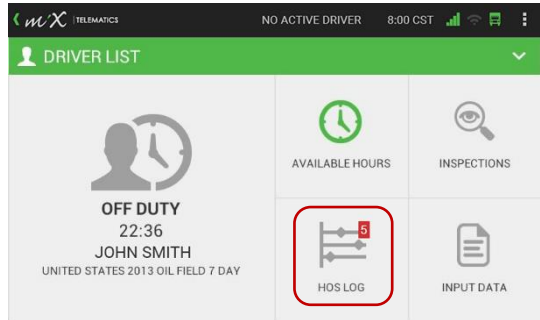 mix TELEMATICS NO ACTIVE DRIVER 8:00 CST
DRIVER LIST
AVAILABLE HOURS
INSPECTIONS
OFF DUTY
22:36
JOHN SMITH
UNITED STATES 2013 OIL FIELD 7 DAY
5
HOS LOG
INPUT DATA